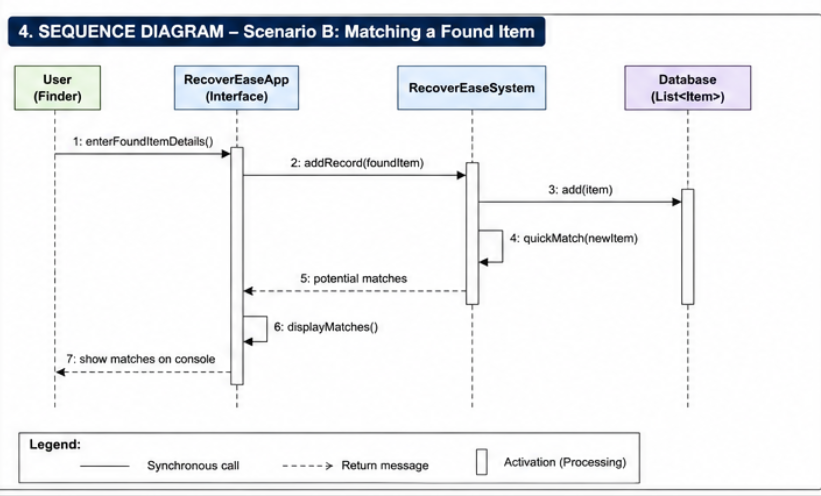 4. SEQUENCE DIAGRAM – Scenario B: Matching a Found Item
User
(Finder)
RecoverEaseApp
(Interface)
RecoverEaseSystem
Database
(List<Item>)
1: enterFoundItemDetails()
2: addRecord(foundItem)
3: add(item)
4: quickMatch(newItem)
5: potential matches
6: displayMatches()
7: show matches on console
Legend:
Synchronous call
Return message
Activation (Processing)